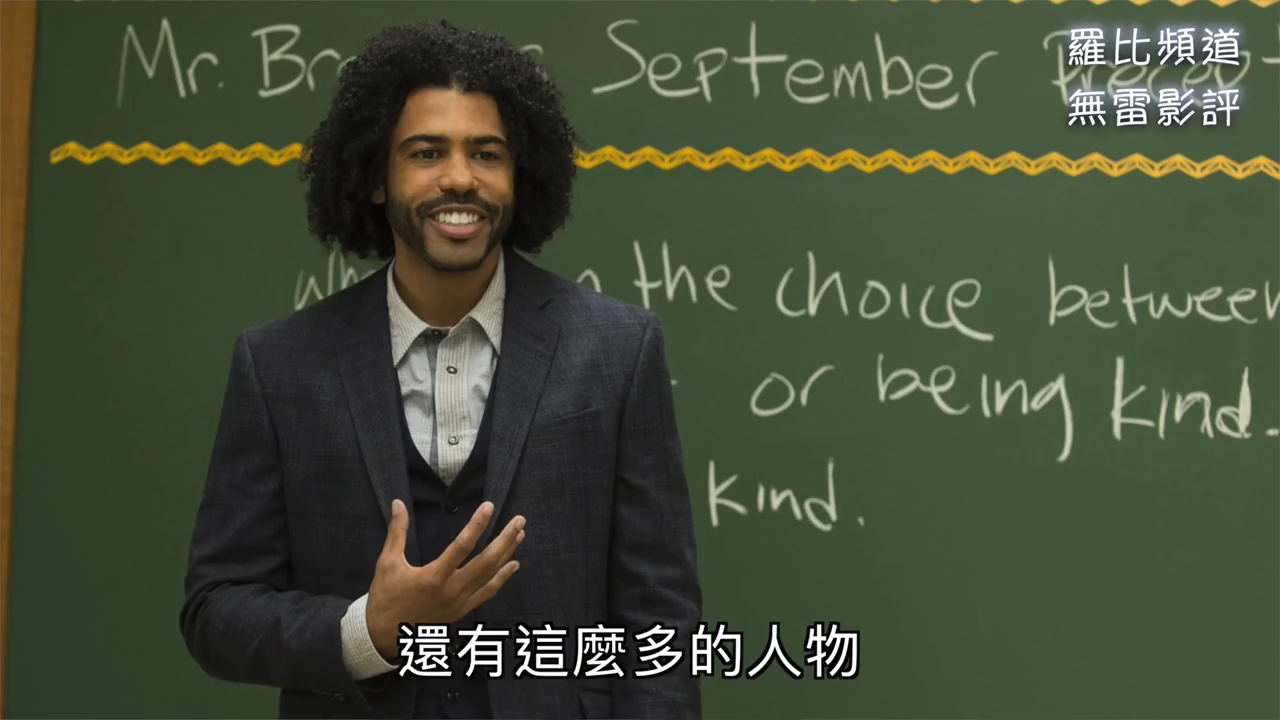 Mr. September
羅比頻道
無雷影評
the choice between
or being kind.
kind.
還有這麼多的人物